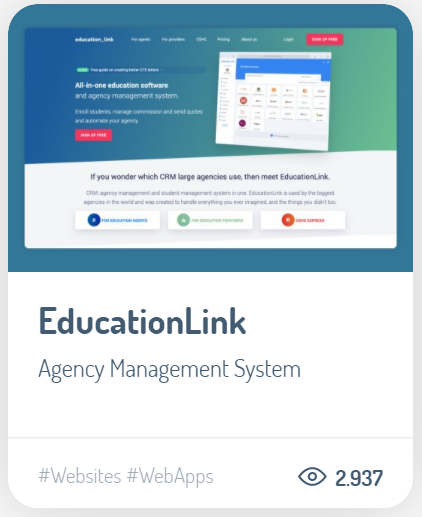 education_link For agents For providers OSHC Pricing About us Login SIGN UP FREE
Free guide on creating better GTE letters
All-in-one education software
and agency management system.
Enroll students, manage commission and send quotes
and automate your agency.
SIGN UP FREE
If you wonder which CRM large agencies use, then meet EducationLink.
CRM, agency management and student management system in one. EducationLink is used by the biggest
agencies in the world and was created to handle everything you ever imagined, and the things you didn't too.
FOR EDUCATION AGENTS FOR EDUCATION PROVIDERS OSHC EXPRESS
EducationLink
Agency Management System
#Websites #WebApps 2.937